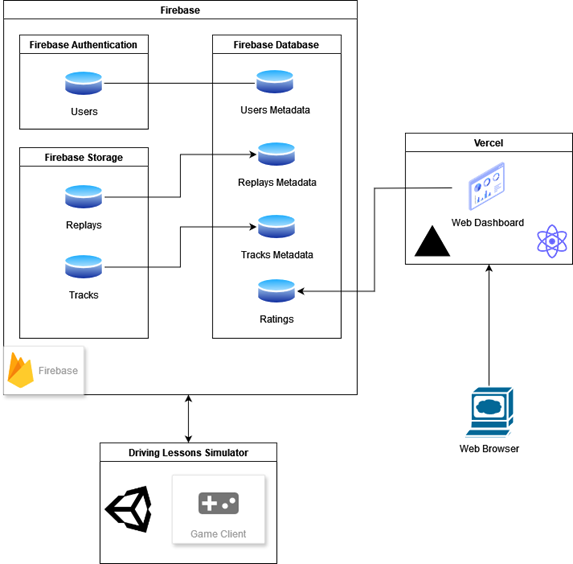 Firebase
Firebase Authentication
Users
Firebase Database
Users Metadata
Firebase Storage
Replays
Tracks
Replays Metadata
Tracks Metadata
Ratings
Firebase
Vercel
Web Dashboard
Web Browser
Driving Lessons Simulator
Game Client